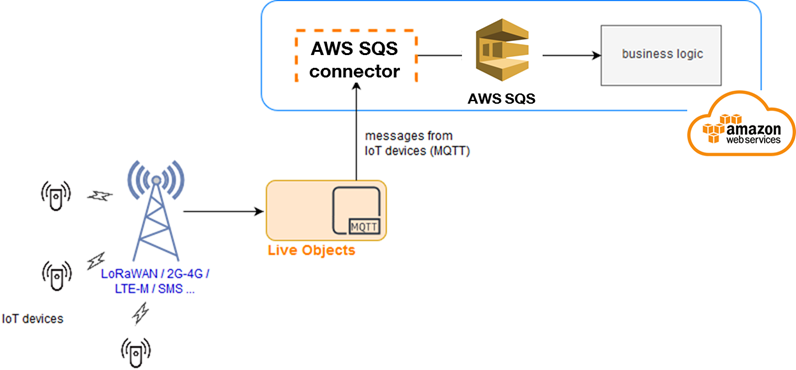 AWS SQS
connector
AWS SQS
business logic
amazon
webservices
messages from
IoT devices (MQTT)
MQTT
Live Objects
LoRaWAN / 2G-4G /
LTE-M / SMS ...
IoT devices